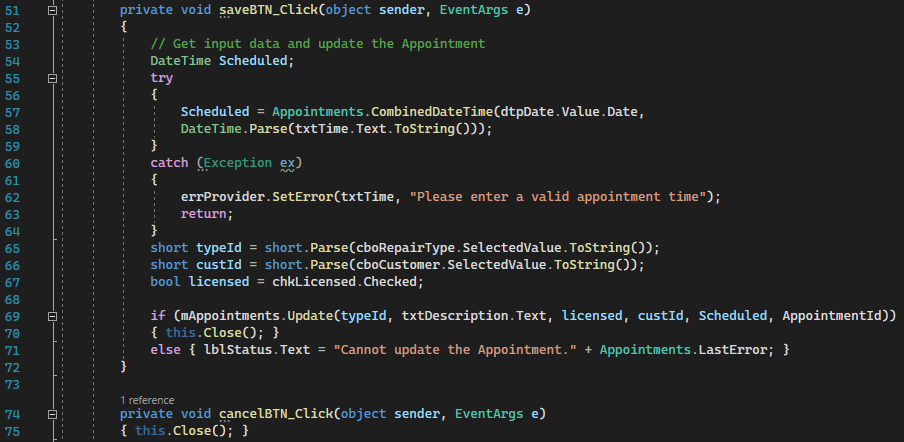 51 private void saveBTN_Click(object sender, EventArgs e)
52 {
53 // Get input data and update the Appointment
54 DateTime Scheduled;
55 try
56 {
57 Scheduled = Appointments.CombinedDateTime(dtpDate.Value.Date,
58 DateTime.Parse(txtTime.Text.ToString()));
59 }
60 catch (Exception ex)
61 {
62 errProvider.SetError(txtTime, "Please enter a valid appointment time");
63 return;
64 }
65 short typeId = short.Parse(cboRepairType.SelectedValue.ToString());
66 short custId = short.Parse(cboCustomer.SelectedValue.ToString());
67 bool licensed = chkLicensed.Checked;
68
69 if (mAppointments.Update(typeId, txtDescription.Text, licensed, custId, Scheduled, AppointmentId))
70 { this.Close(); }
71 else { lblStatus.Text = "Cannot update the Appointment." + Appointments.LastError; }
72 }
73
1 reference
74 private void cancelBTN_Click(object sender, EventArgs e)
75 { this.Close(); }